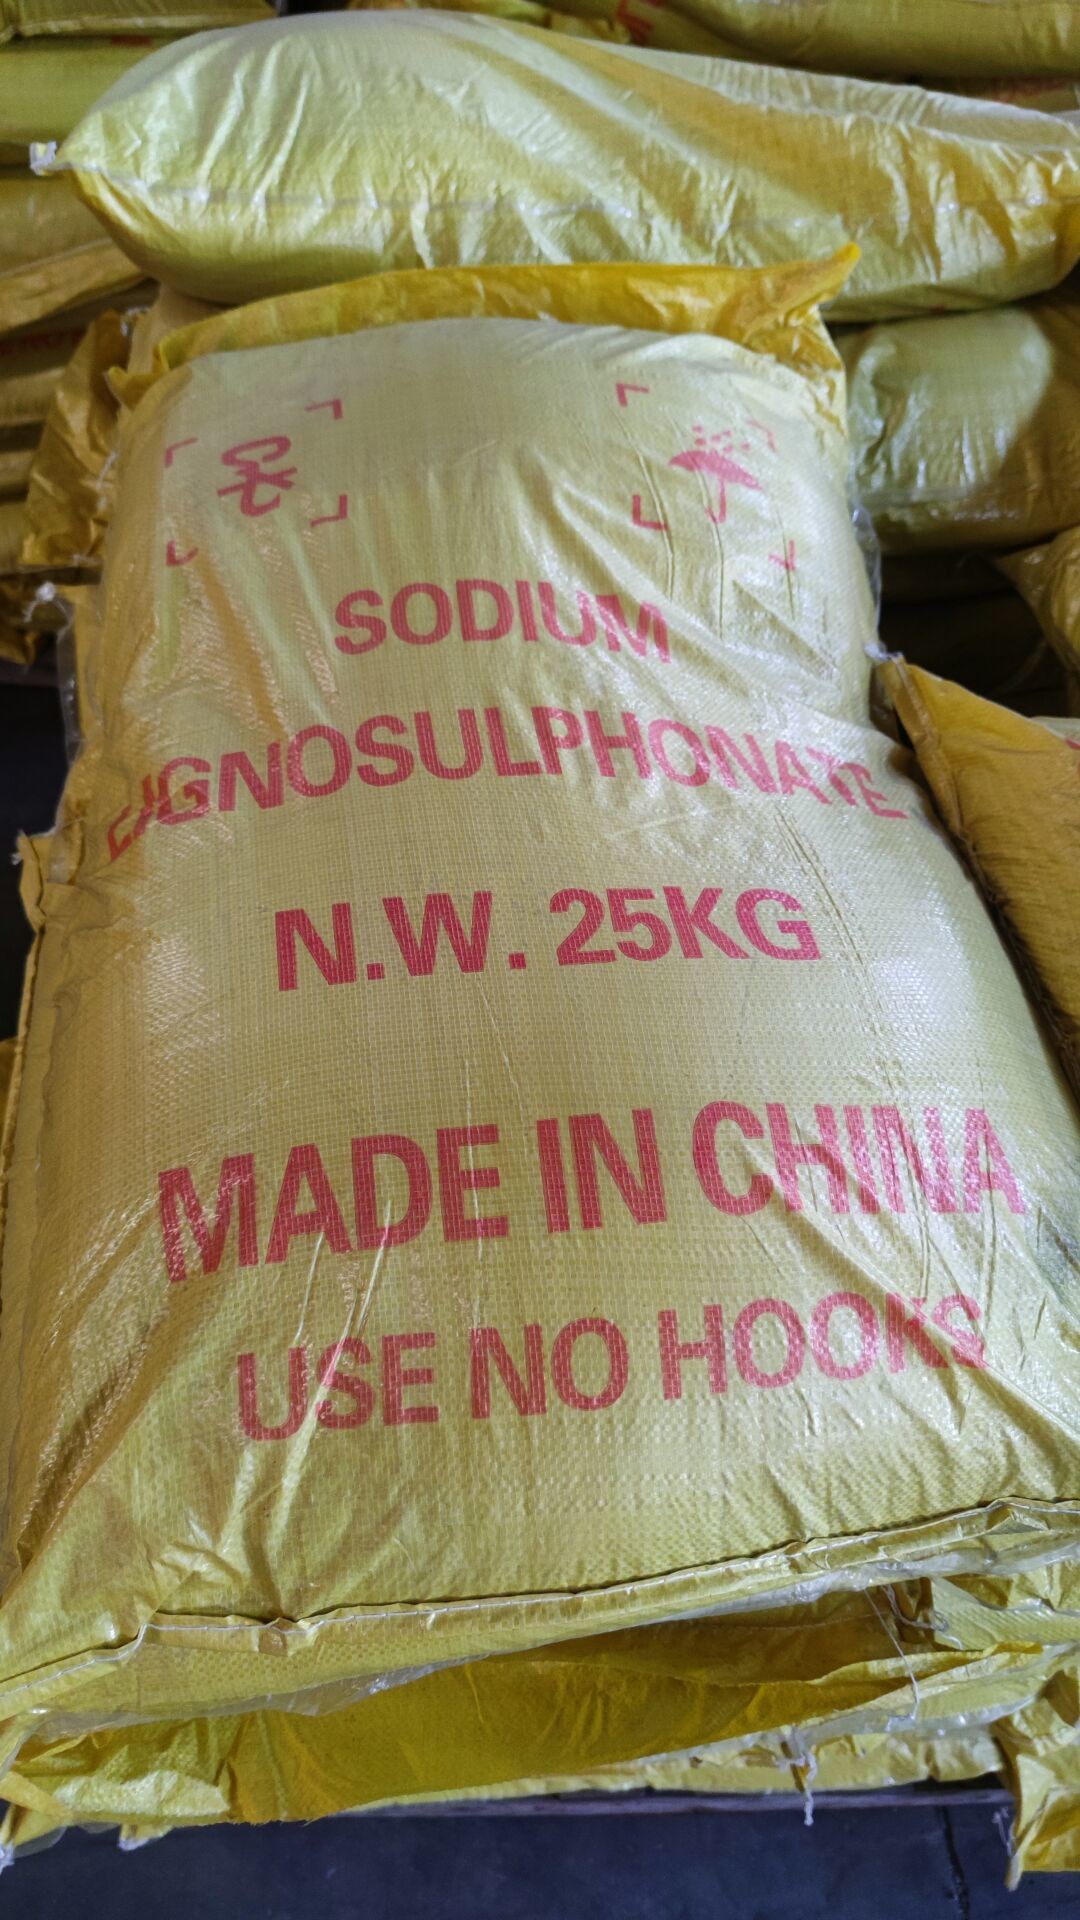 SODIUM
LIGNOSULPHONATE
N.W. 25KG
MADE IN CHINA
USE NO HOOKS